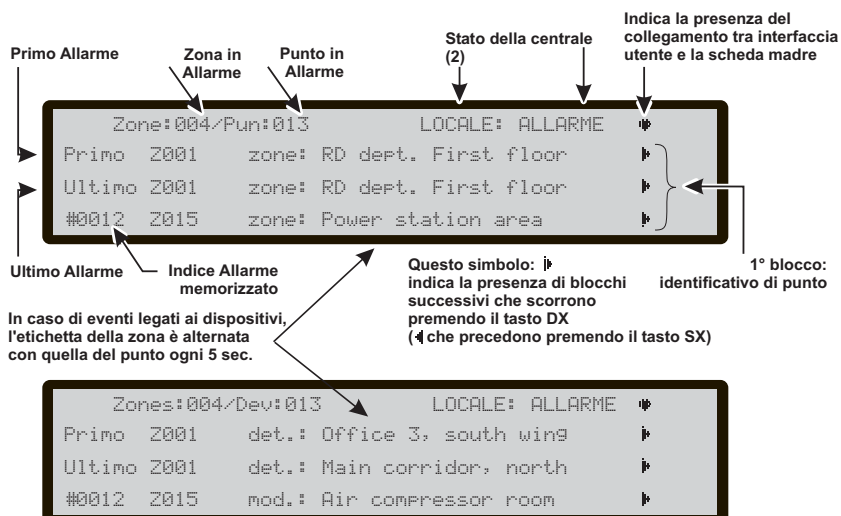 Primo Allarme
Zona in
Allarme
Punto in
Allarme
Stato della centrale
(2)
Indica la presenza del
collegamento tra interfaccia
utente e la scheda madre
Zone:004/Pun:013 LOCALE: ALLARME
Primo Z001 zone: RD dept. First floor
Ultimo Z001 zone: RD dept. First floor
#0012 Z015 zone: Power station area
Ultimo Allarme
Indice Allarme
memorizzato
Questo simbolo:
indica la presenza di blocchi
successivi che scorrono
premendo il tasto DX
( che precedono premendo il tasto SX)
1° blocco:
identificativo di punto
In caso di eventi legati ai dispositivi,
l'etichetta della zona è alternata
con quella del punto ogni 5 sec.
Zones:004/Dev:013 LOCALE: ALLARME
Primo Z001 det.: Office 3, south wing
Ultimo Z001 det.: Main corridor, north
#0012 Z015 mod.: Air compressor room